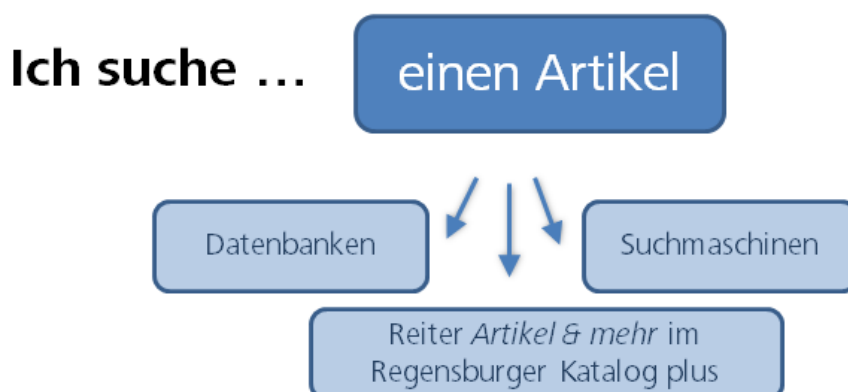 Ich suche ... einen Artikel
Datenbanken
Suchmaschinen
Reiter Artikel & mehr im
Regensburger Katalog plus